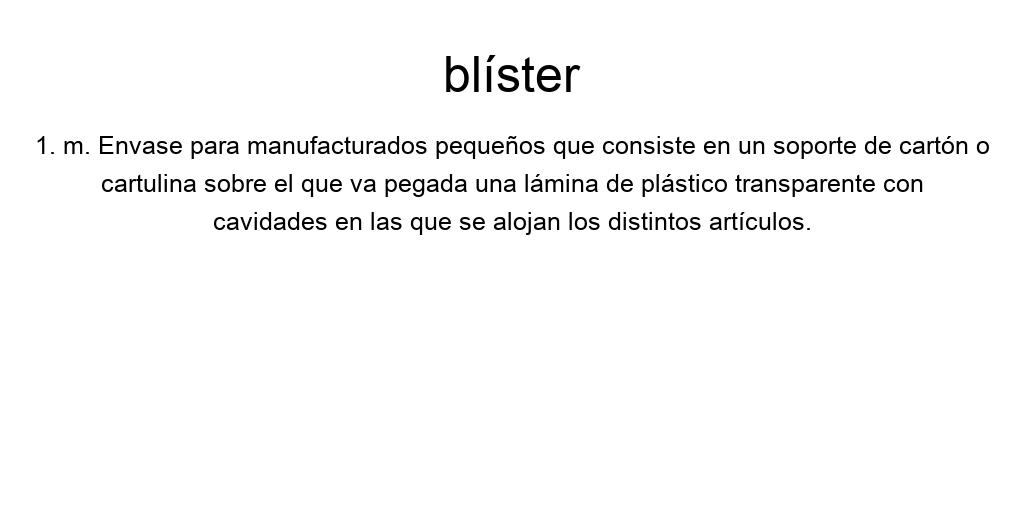 blíster
1. m. Envase para manufacturados pequeños que consiste en un soporte de cartón o
cartulina sobre el que va pegada una lámina de plástico transparente con
cavidades en las que se alojan los distintos artículos.